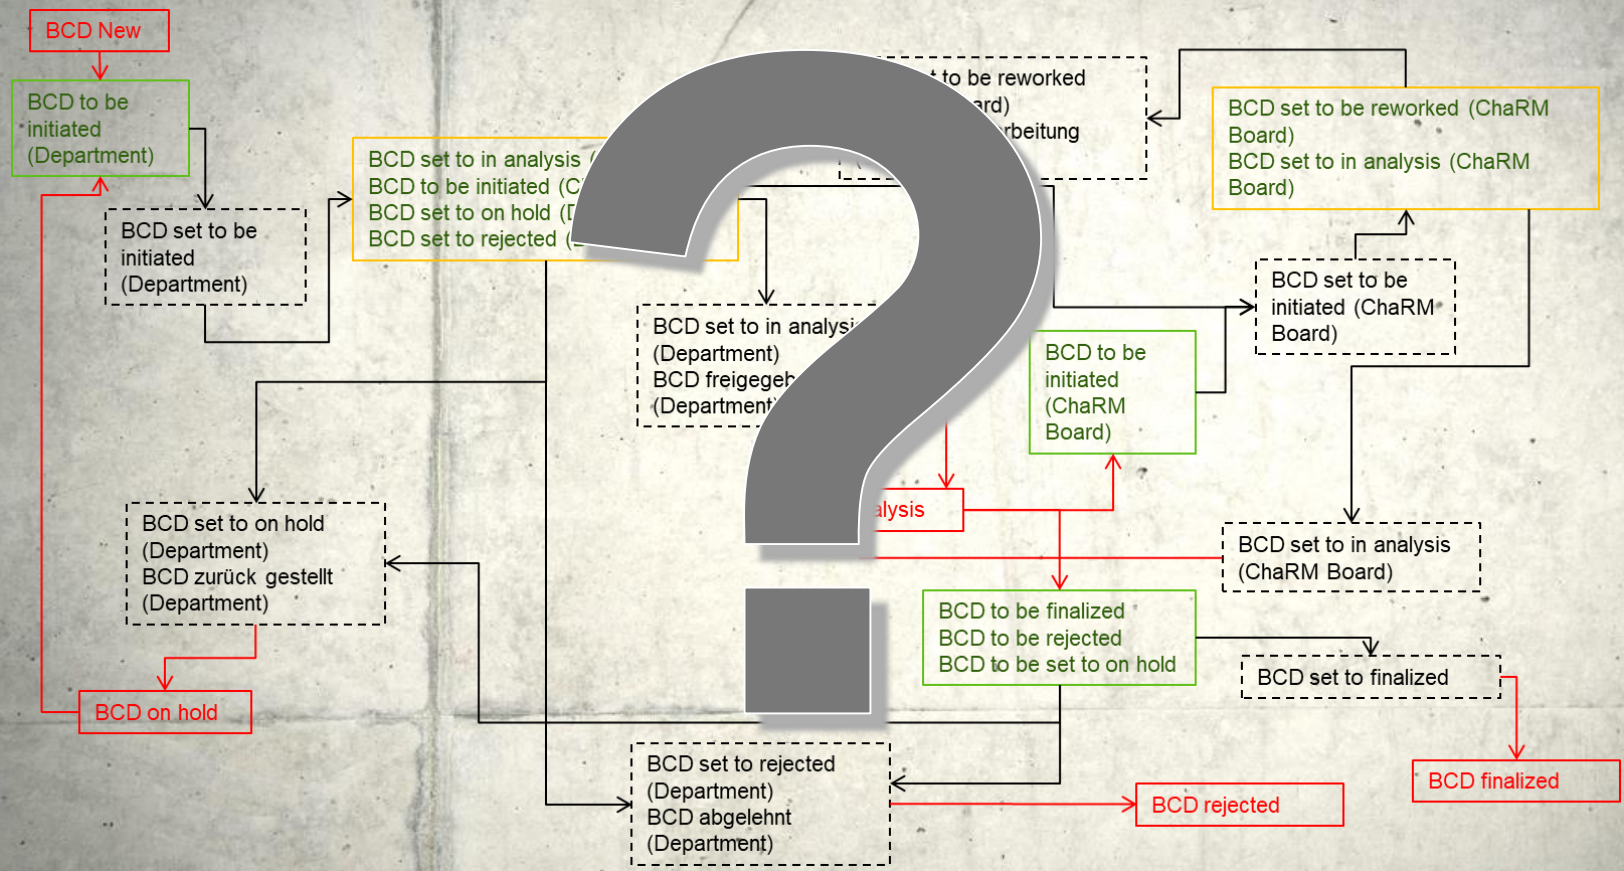 BCD New
BCD to be
initiated
(Department)
BCD set to be
initiated
(Department)
BCD set to in analysis
BCD to be initiated
BCD set to on hold
BCD set to rejected
to be reworked
BCD set to be reworked (ChaRM
Board)
BCD set to in analysis (ChaRM
Board)
BCD set to be
initiated (ChaRM
Board)
BCD set to in analysis
(Department)
BCD
(Department)
BCD to be
initiated
(ChaRM
Board)
BCD set to on hold
(Department)
BCD zurück gestellt
(Department)
BCD set to in analysis
(ChaRM Board)
BCD to be finalized
BCD to be rejected
BCD to be set to on hold
BCD set to finalized
BCD on hold
BCD set to rejected
(Department)
BCD abgelehnt
(Department)
BCD rejected
BCD finalized
?